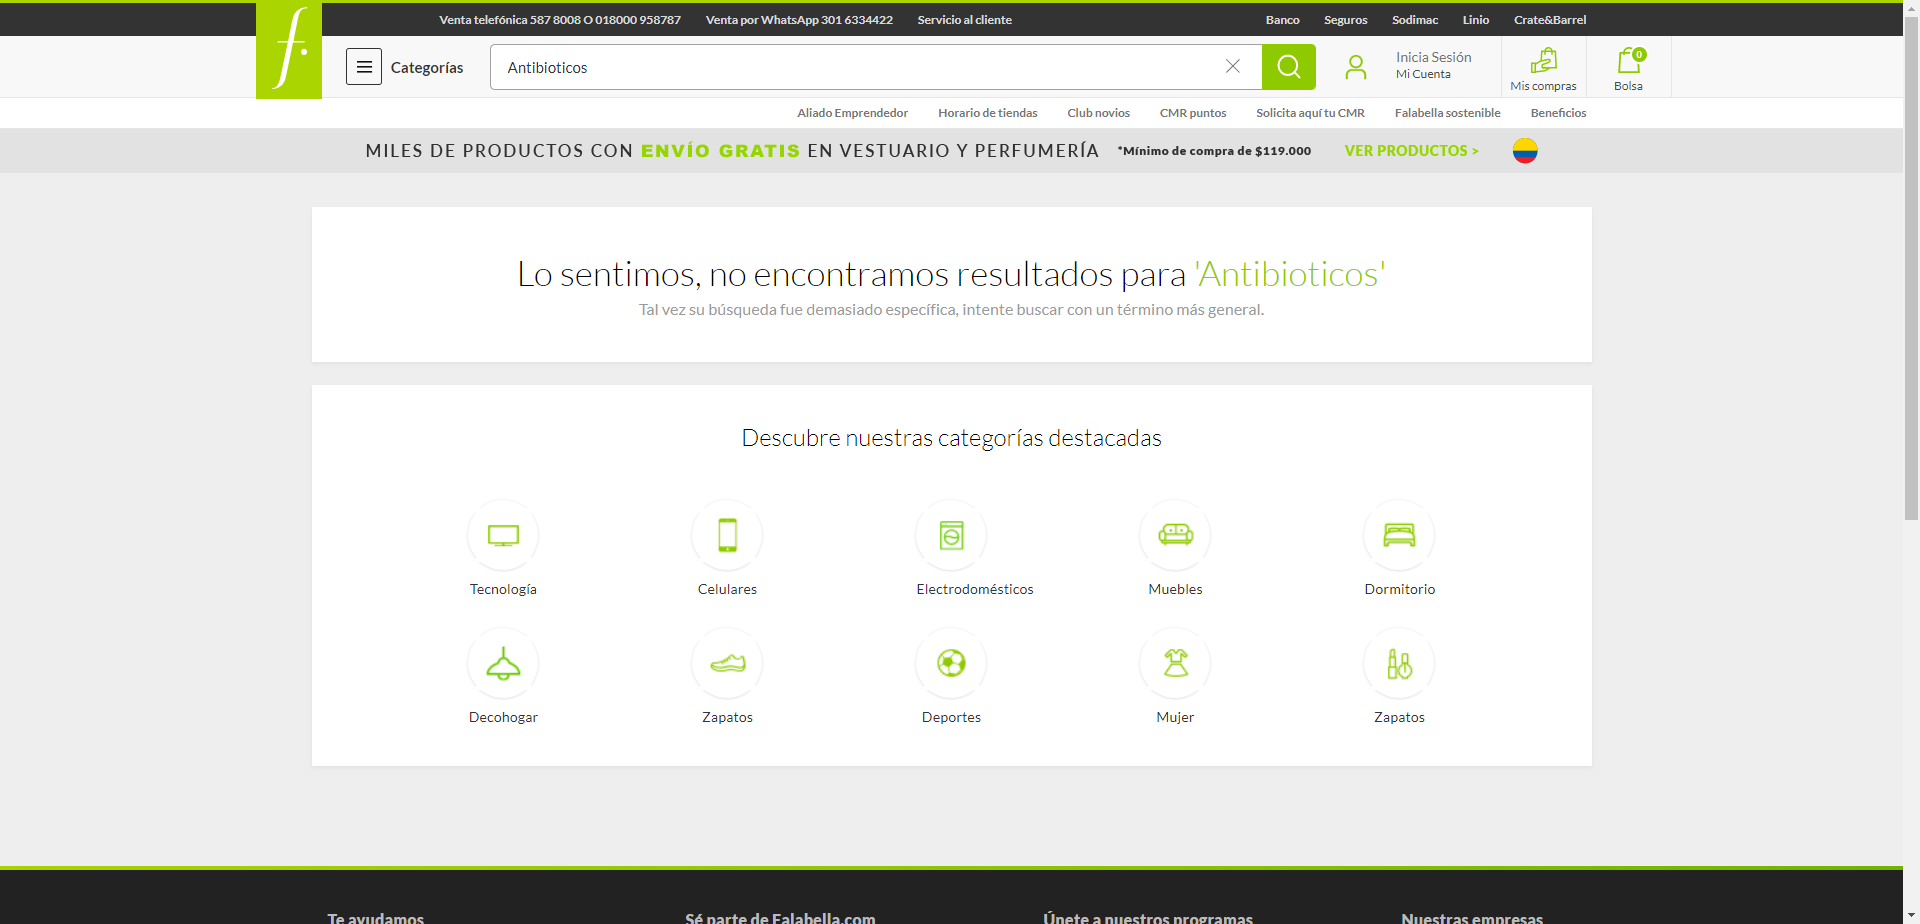 Venta telefónica 587 8008 O 018000 958787 Venta por WhatsApp 301 6334422 Servicio al cliente Banco Seguros Sodimac Linio Crate&Barrel
f.
Categorías Antibioticos Inicia Sesión
Mi Cuenta
Mis compras
0
Bolsa
Aliado Emprendedor Horario de tiendas Club novios CMR puntos Solicita aquí tu CMR Falabella sostenible Beneficios
MILES DE PRODUCTOS CON ENVÍO GRATIS EN VESTUARIO Y PERFUMERÍA *Mínimo de compra de $119.000 VER PRODUCTOS >
Lo sentimos, no encontramos resultados para 'Antibioticos'
Tal vez su búsqueda fue demasiado específica, intente buscar con un término más general.
Descubre nuestras categorías destacadas
Tecnología Celulares Electrodomésticos Muebles Dormitorio
Decohogar Zapatos Deportes Mujer Zapatos
Te ayudamos Sé parte de Falabella.com Únete a nuestros programas Nuestras empresas